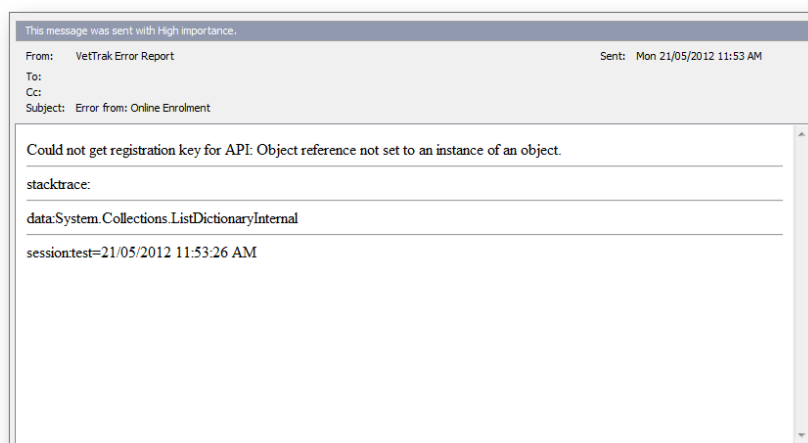 This message was sent with High importance.
From: VetTrak Error Report Sent: Mon 21/05/2012 11:53 AM
To:
Cc:
Subject: Error from: Online Enrolment
Could not get registration key for API: Object reference not set to an instance of an object.
stacktrace:
data:System.Collections.ListDictionaryInternal
session:test=21/05/2012 11:53:26 AM